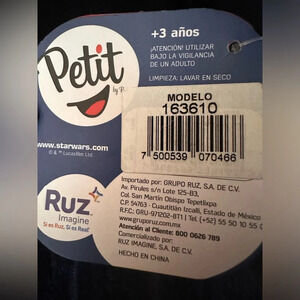 Petit
by R
+3 años
¡ATENCIÓN! UTILIZAR
BAJO LA VIGILANCIA
DE UN ADULTO
LIMPIEZA: LAVAR EN SECO
MODELO
163610
7 500539 070466
www.starwars.com
© & ™ Lucasfilm Ltd.
Ruz
Imagine
Si es Ruz, Si es Real
Importado por: GRUPO RUZ, S.A. DE C.V.
Av. Pirules s/n Lote 125-B3,
Col. San Martín Obispo Tepetlixpa
C.P. 54763 - Cuautitlán Izcalli, Estado de México
R.F.C.: GRU-971202-BT1 | Tel (+52) 55 50 10 55
www.gruporuz.com.mx
Atención al Cliente: 800 0626 789
Comercializado por:
RUZ IMAGINE, S.A. DE C.V.
HECHO EN CHINA